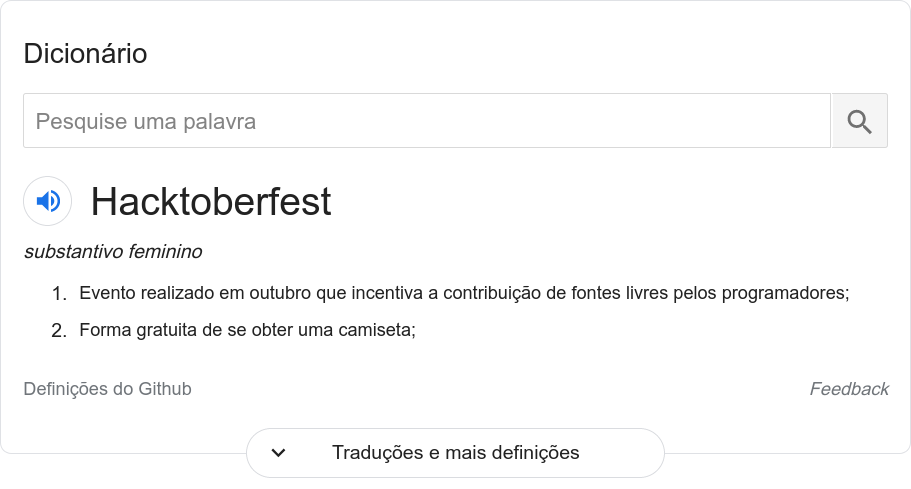 Dicionário
Pesquise uma palavra
Hacktoberfest
substantivo feminino
1. Evento realizado em outubro que incentiva a contribuição de fontes livres pelos programadores;
2. Forma gratuita de se obter uma camiseta;
Definições do Github Feedback
Traduções e mais definições